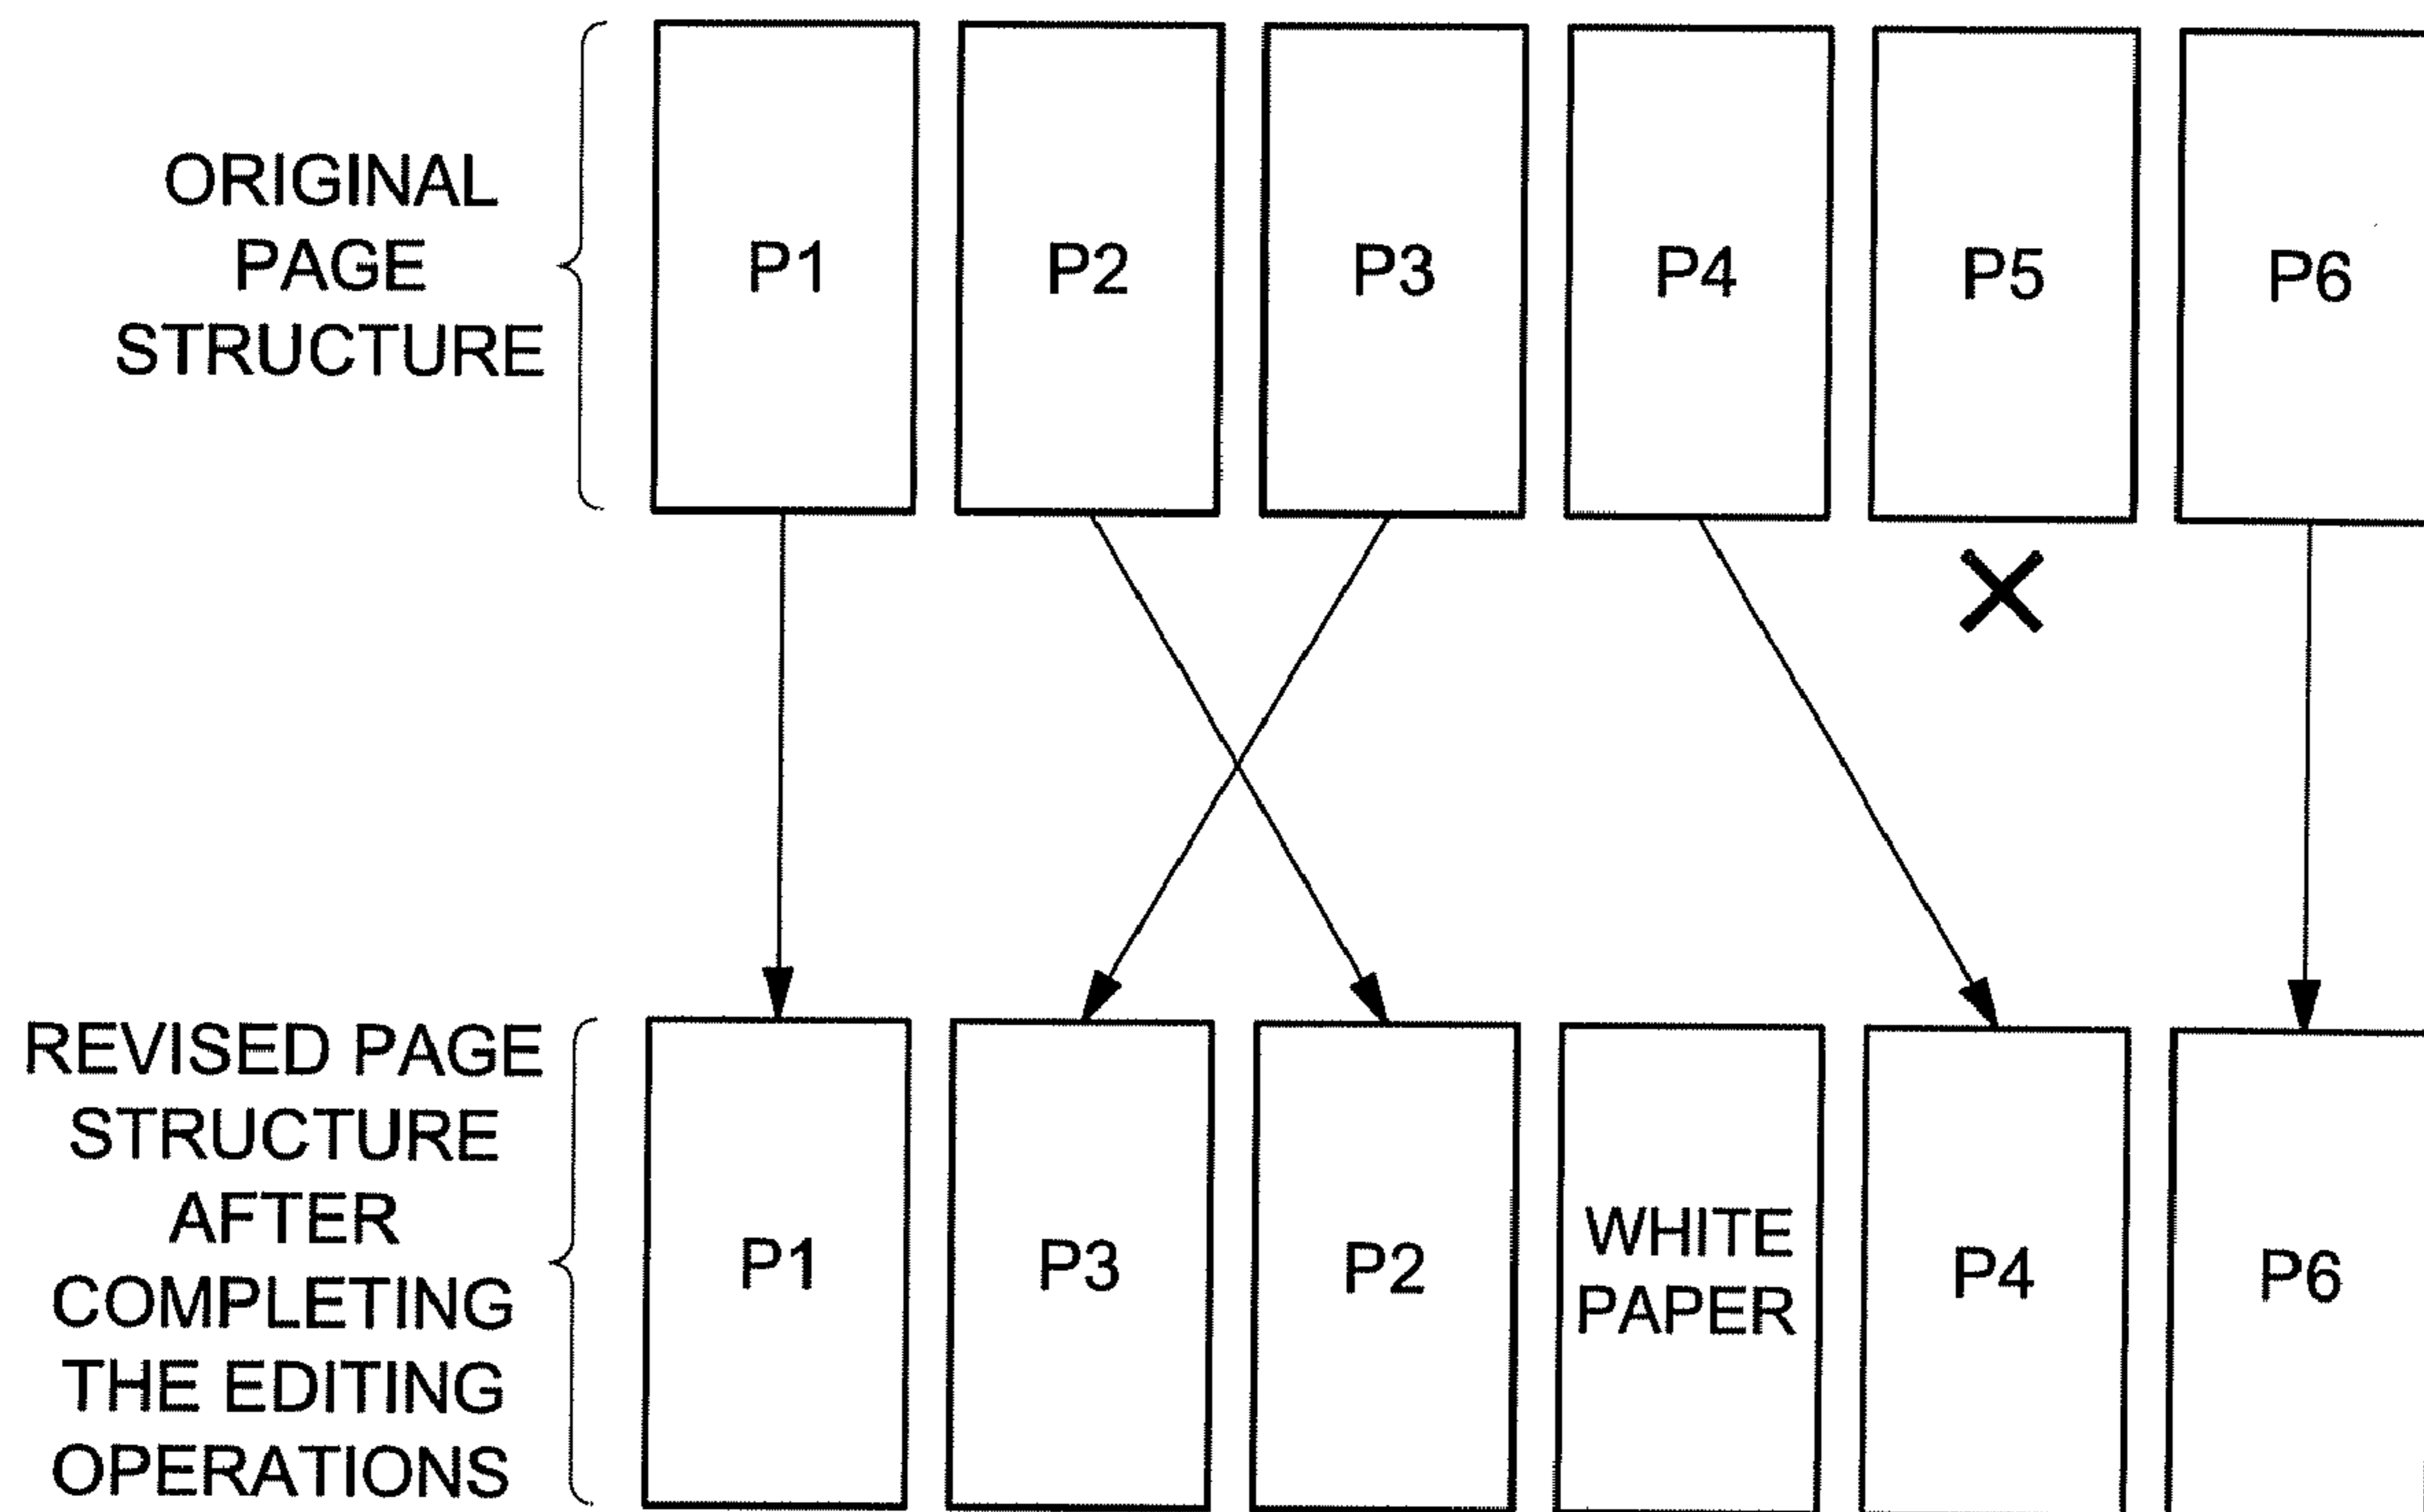 ORIGINAL
PAGE
STRUCTURE
P1 P2 P3 P4 P5 P6
REVISED PAGE
STRUCTURE
AFTER
COMPLETING
THE EDITING
OPERATIONS
P1 P3 P2 WHITE
PAPER P4 P6